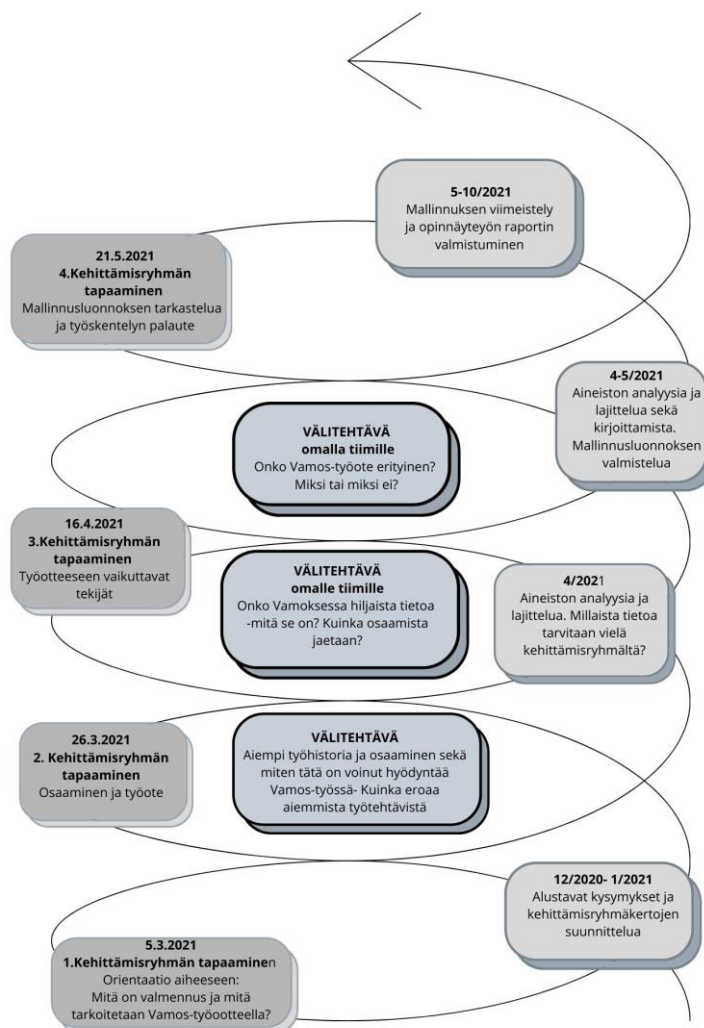 5-10/2021
Mallinnuksen viimeistely
ja opinnäyteyön raportin
valmistuminen
21.5.2021
4.Kehittämisryhmän
tapaaminen
Mallinnusluonnoksen tarkastelua
ja työskentelyn palaute
4-5/2021
Aineiston analyysia ja
lajittelua sekä
kirjoittamista.
Mallinnusluonnoksen
valmistelua
VÄLITEHTÄVÄ
omalla tiimille
Onko Vamos-työote erityinen?
Miksi tai miksi ei?
16.4.2021
3.Kehittämisryhmän
tapaaminen
Työotteeseen vaikuttavat
tekijät
VÄLITEHTÄVÄ
omalle tiimille
Onko Vamoksessa hiljaista tietoa
-mitä se on? Kuinka osaamista
jaetaan?
4/2021
Aineiston analyysia ja
lajittelua. Millaista tietoa
tarvitaan vielä
kehittämisryhmältä?
26.3.2021
2. Kehittämisryhmän
tapaaminen
Osaaminen ja työote
VÄLITEHTÄVÄ
Aiempi työhistoria ja osaaminen sekä
miten tätä on voinut hyödyntää
Vamos-työssä- Kuinka eroaa
aiemmista työtehtävistä
12/2020- 1/2021
Alustavat kysymykset ja
kehittämisryhmäkertojen
suunnittelua
5.3.2021
1.Kehittämisryhmän tapaaminen
Orientaatio aiheeseen:
Mitä on valmennus ja mitä
tarkoitetaan Vamos-työootteella?